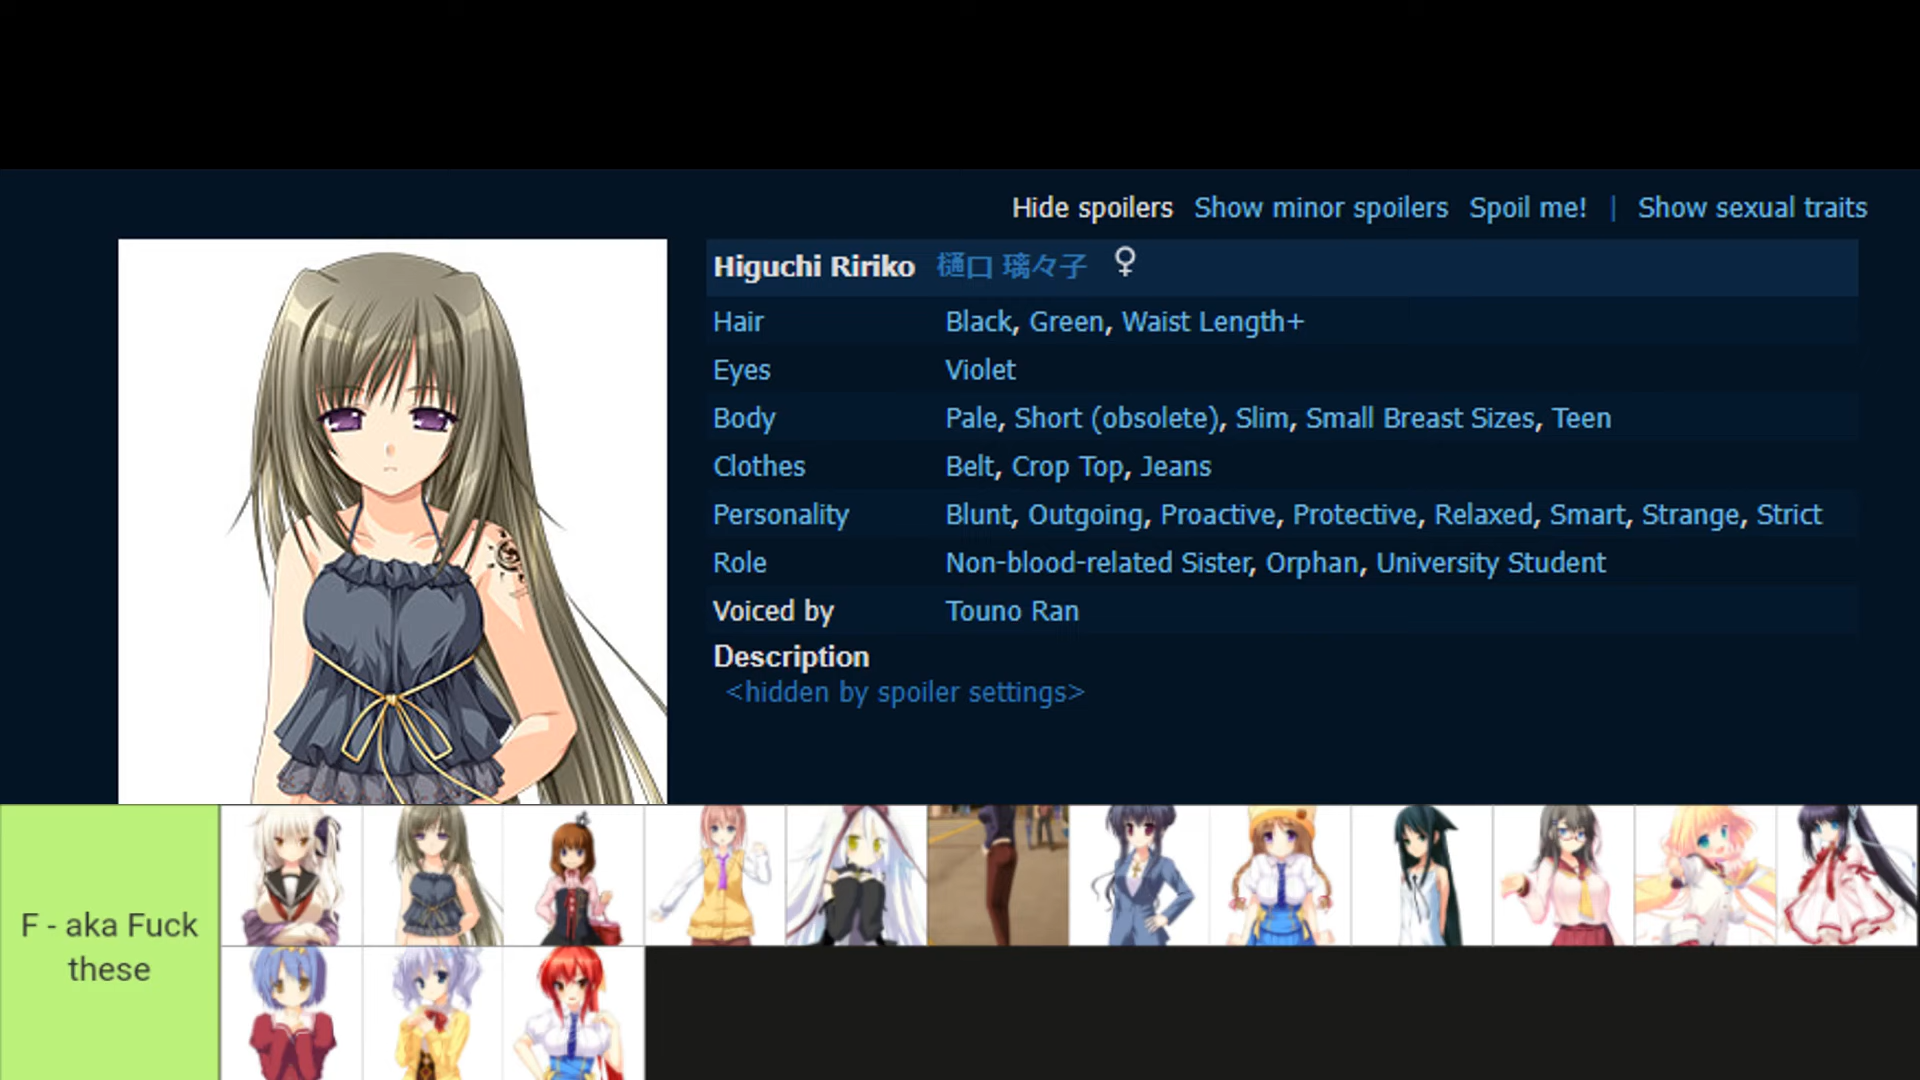 Hide spoilers Show minor spoilers Spoil me! | Show sexual traits
Higuchi Ririko 樋口 璃々子 ♀
Hair Black, Green, Waist Length+
Eyes Violet
Body Pale, Short (obsolete), Slim, Small Breast Sizes, Teen
Clothes Belt, Crop Top, Jeans
Personality Blunt, Outgoing, Proactive, Protective, Relaxed, Smart, Strange, Strict
Role Non-blood-related Sister, Orphan, University Student
Voiced by Touno Ran
Description
<hidden by spoiler settings>
F - aka Fuck
these